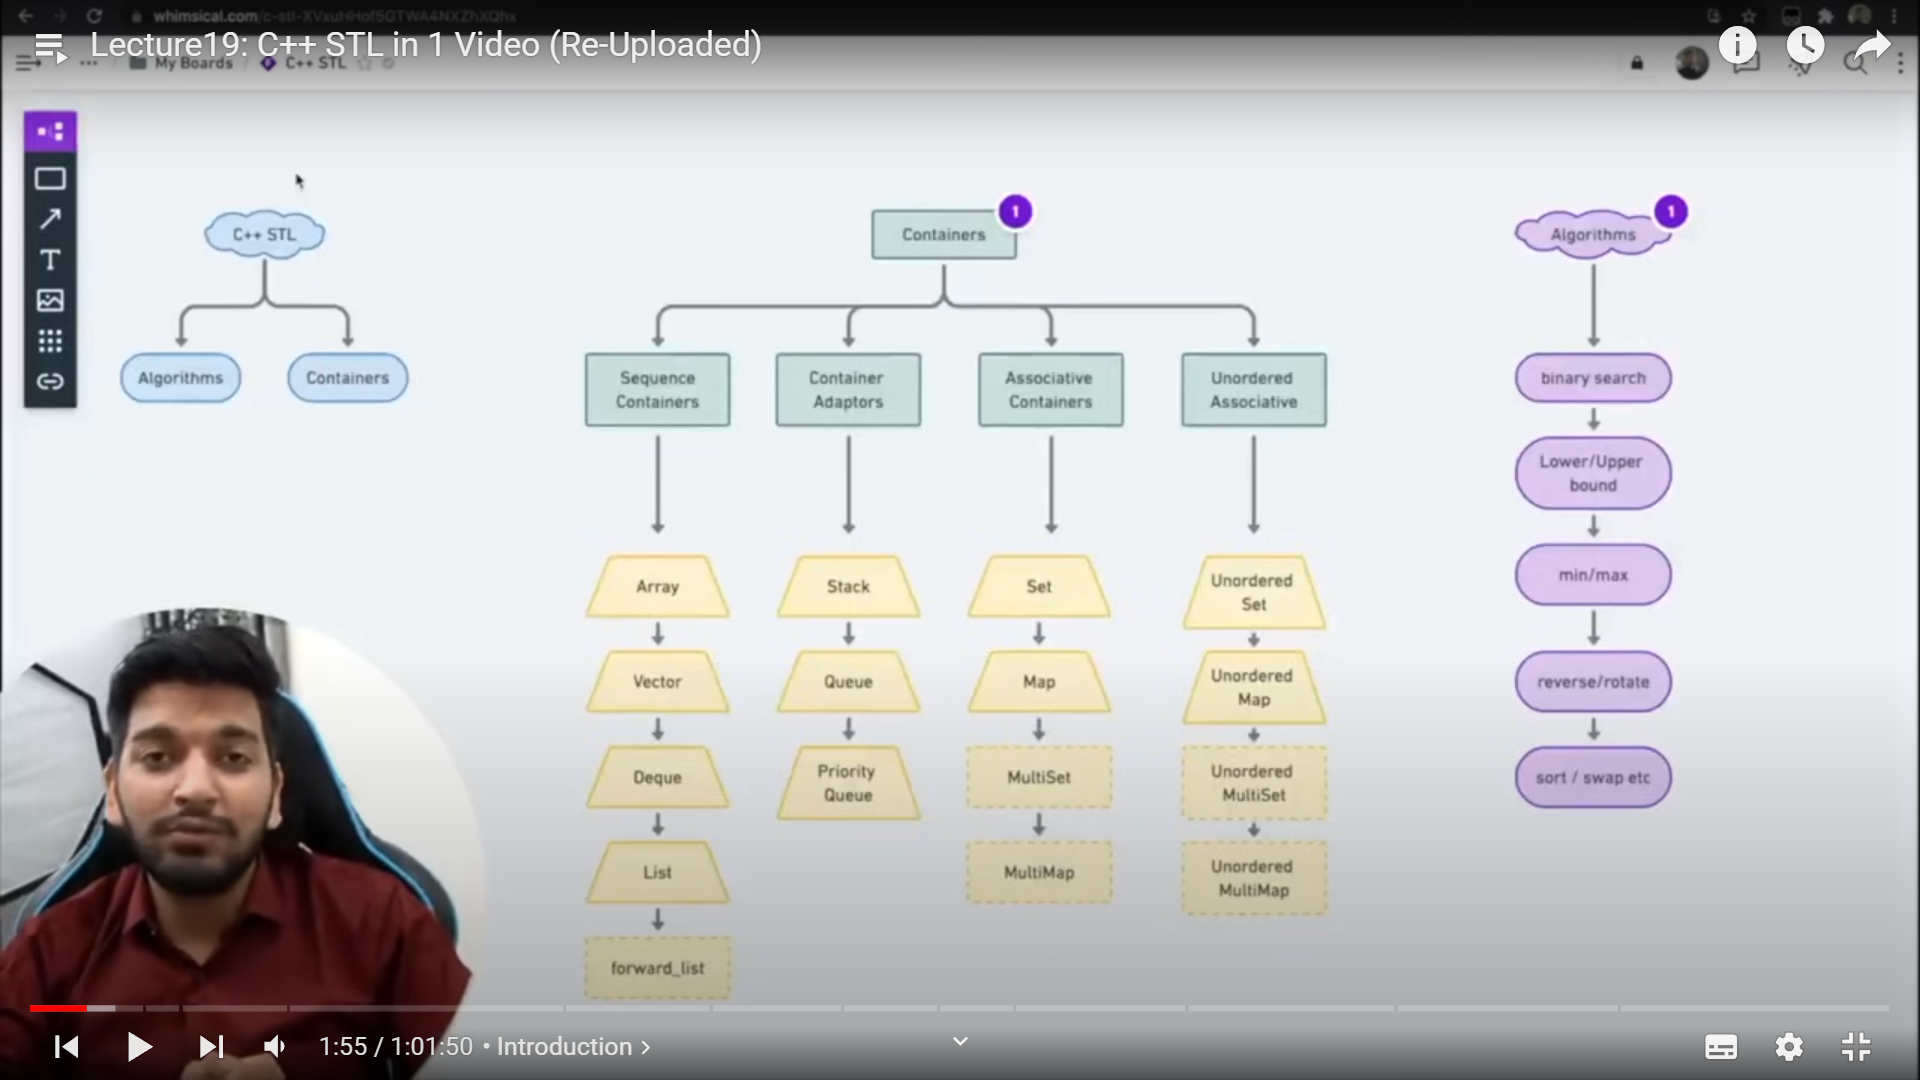 whimsical.com/c-stl-XVxuHHof5GTWA4NXZhXQhx
Lecture19: C++ STL in 1 Video (Re-Uploaded)
My Boards
C++ STL
T
C++ STL
Algorithms
Containers
Containers
1
Sequence
Containers
Container
Adaptors
Associative
Containers
Unordered
Associative
Array
Vector
Deque
List
forward_list
Stack
Queue
Priority
Queue
Set
Map
MultiSet
MultiMap
Unordered
Set
Unordered
Map
Unordered
MultiSet
Unordered
MultiMap
Algorithms
1
binary search
Lower/Upper
bound
min/max
reverse/rotate
sort / swap etc
1:55 / 1:01:50 • Introduction >